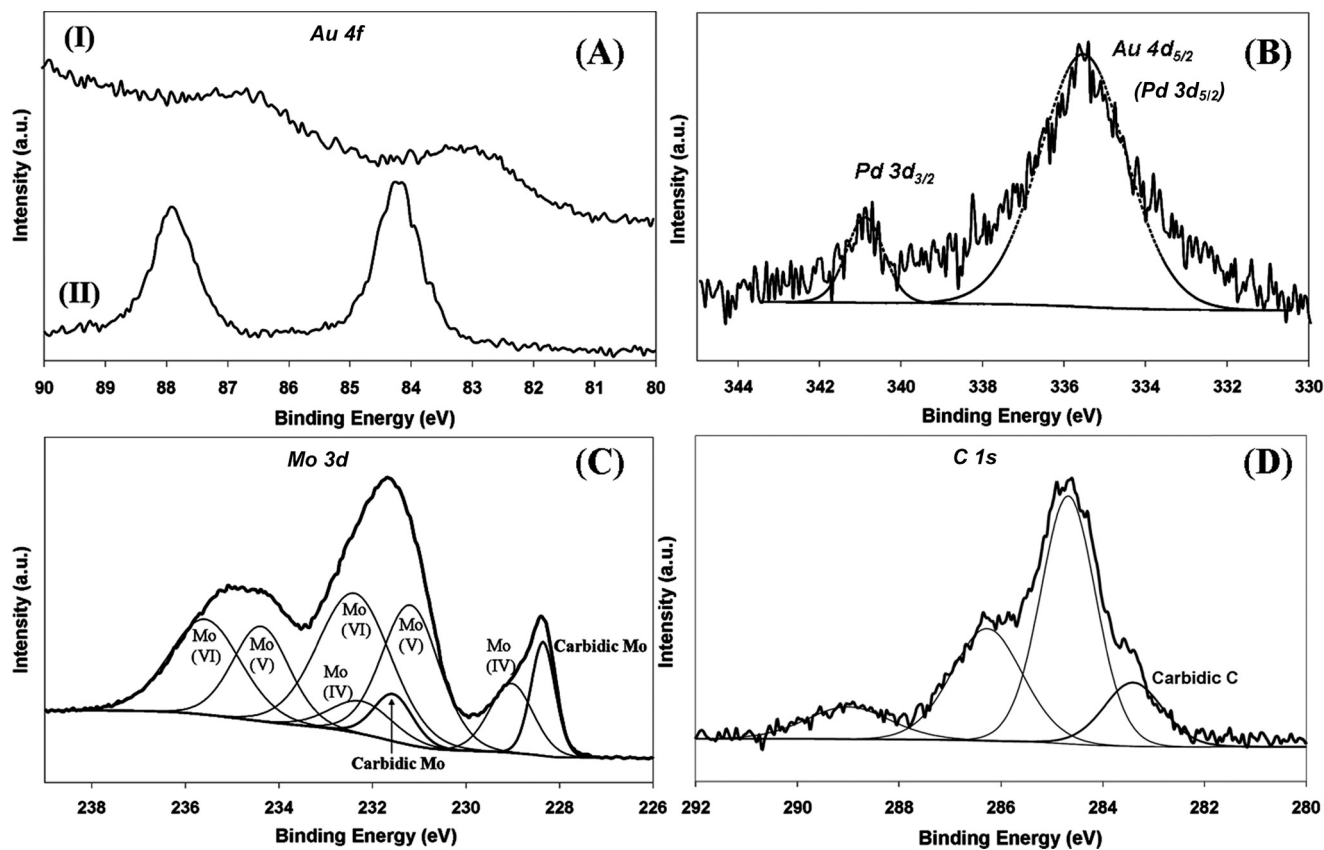 (I)
Au 4f
(A)
(II)
Intensity (a.u.)
90 89 88 87 86 85 84 83 82 81 80
Binding Energy (eV)
(B)
Au 4d5/2
(Pd 3d5/2)
Pd 3d3/2
Intensity (a.u.)
344 342 340 338 336 334 332 330
Binding Energy (eV)
Mo 3d
(C)
Mo
(VI)
Mo
(V)
Mo
(VI)
Mo
(IV)
Mo
(V)
Mo
(IV)
Carbidic Mo
Carbidic Mo
Intensity (a.u.)
238 236 234 232 230 228 226
Binding Energy (eV)
C 1s
(D)
Carbidic C
Intensity (a.u.)
292 290 288 286 284 282 280
Binding Energy (eV)